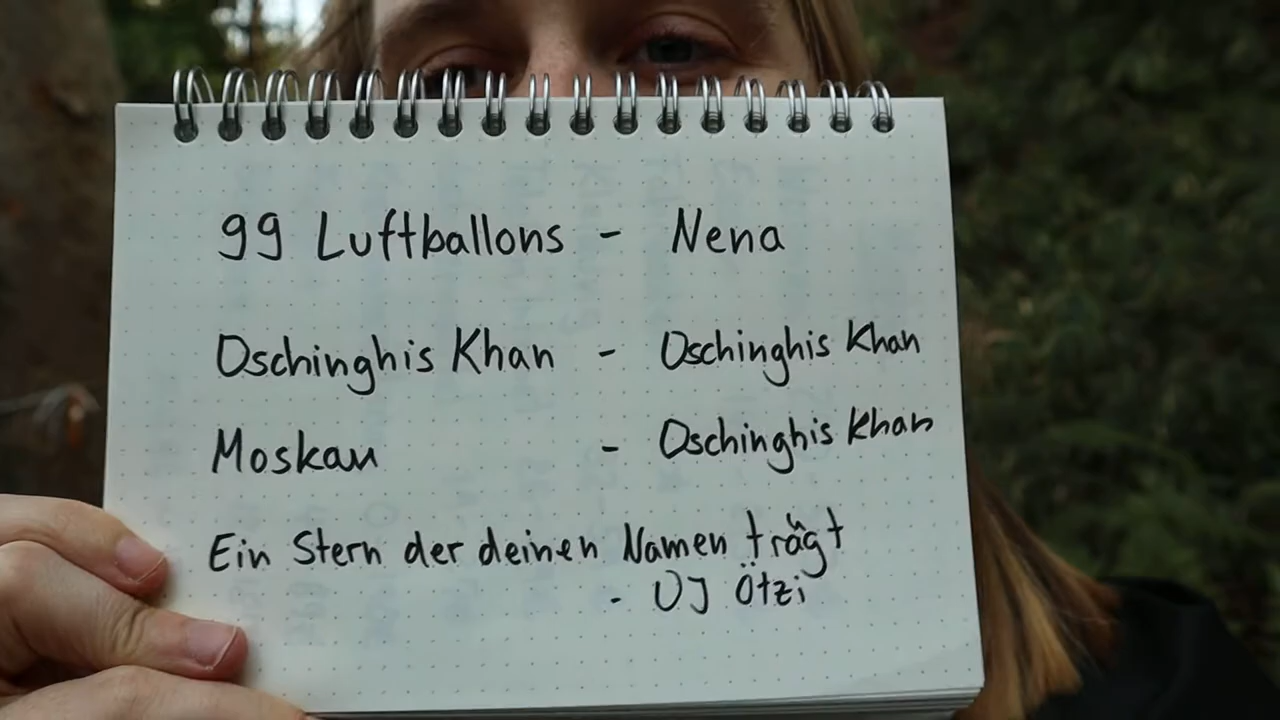 99 Luftballons - Nena
Dschinghis Khan - Dschinghis Khan
Moskau - Dschinghis Khan
Ein Stern der deinen Namen trägt
- DJ Ötzi